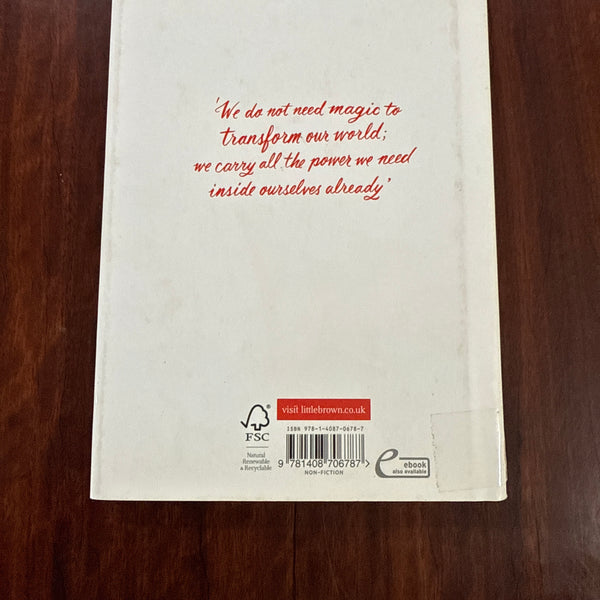 'We do not need magic to
transform our world;
we carry all the power we need
inside ourselves already'
visit littlebrown.co.uk
ISBN 978-1-4087-0678-7
FSC
Natural
Renewable
& Recyclable
9 781408 706787 >
NON-FICTION
ebook
also available